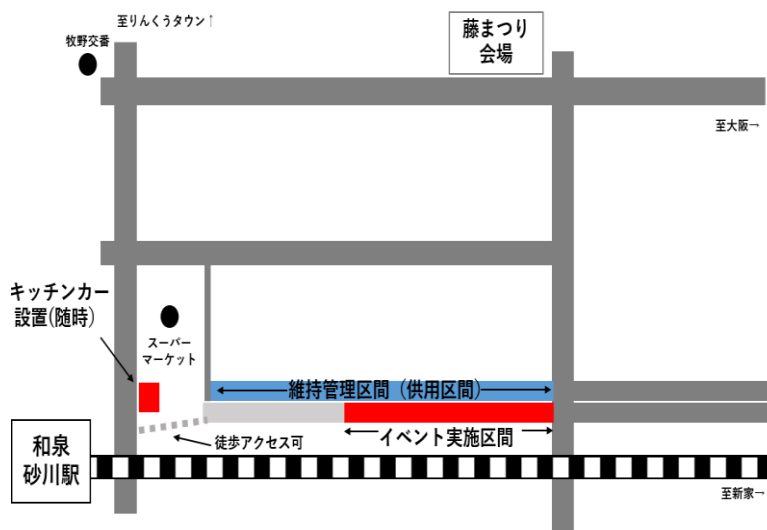 至りんくうタウン↑
牧野交番
藤まつり
会場
至大阪→
キッチンカー
設置(随時)
スーパー
マーケット
維持管理区間（供用区間）
イベント実施区間
徒歩アクセス可
和泉
砂川駅
至新家→